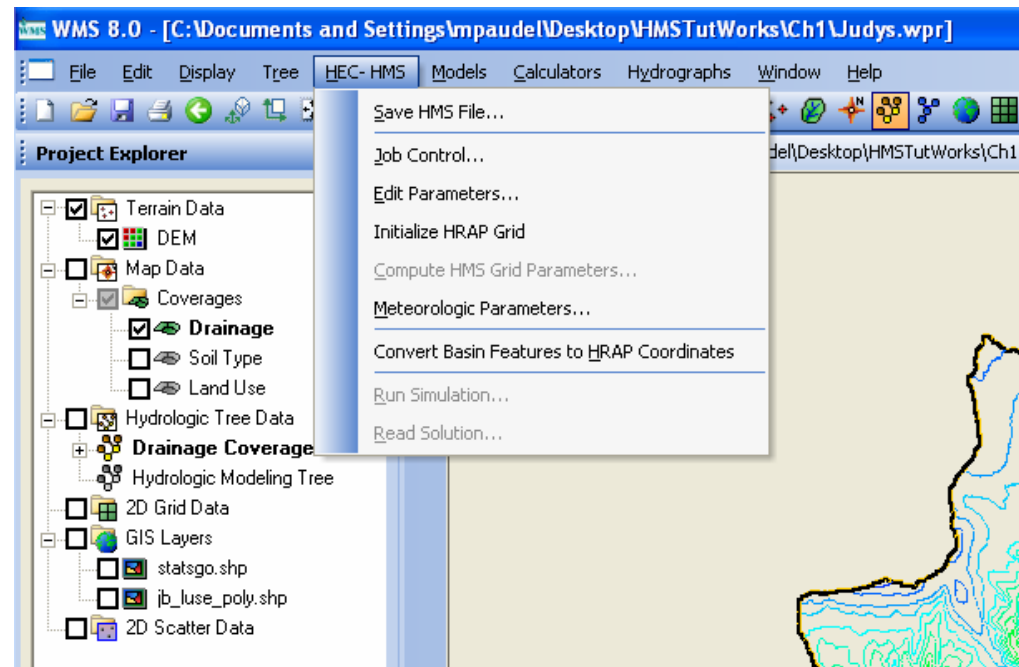 WMS 8.0 - [C:\Documents and Settings\mpaudel\Desktop\HMSTutWorks\Ch1\Judys.wpr]
File Edit Display Tree HEC- HMS Models Calculators Hydrographs Window Help
Project Explorer
del\Desktop\HMSTutWorks\Ch1
Save HMS File...
Job Control...
Edit Parameters...
Initialize HRAP Grid
Compute HMS Grid Parameters...
Meteorologic Parameters...
Convert Basin Features to HRAP Coordinates
Run Simulation...
Read Solution...
Terrain Data
DEM
Map Data
Coverages
Drainage
Soil Type
Land Use
Hydrologic Tree Data
Drainage Coverage
Hydrologic Modeling Tree
2D Grid Data
GIS Layers
statsgo.shp
jb_luse_poly.shp
2D Scatter Data